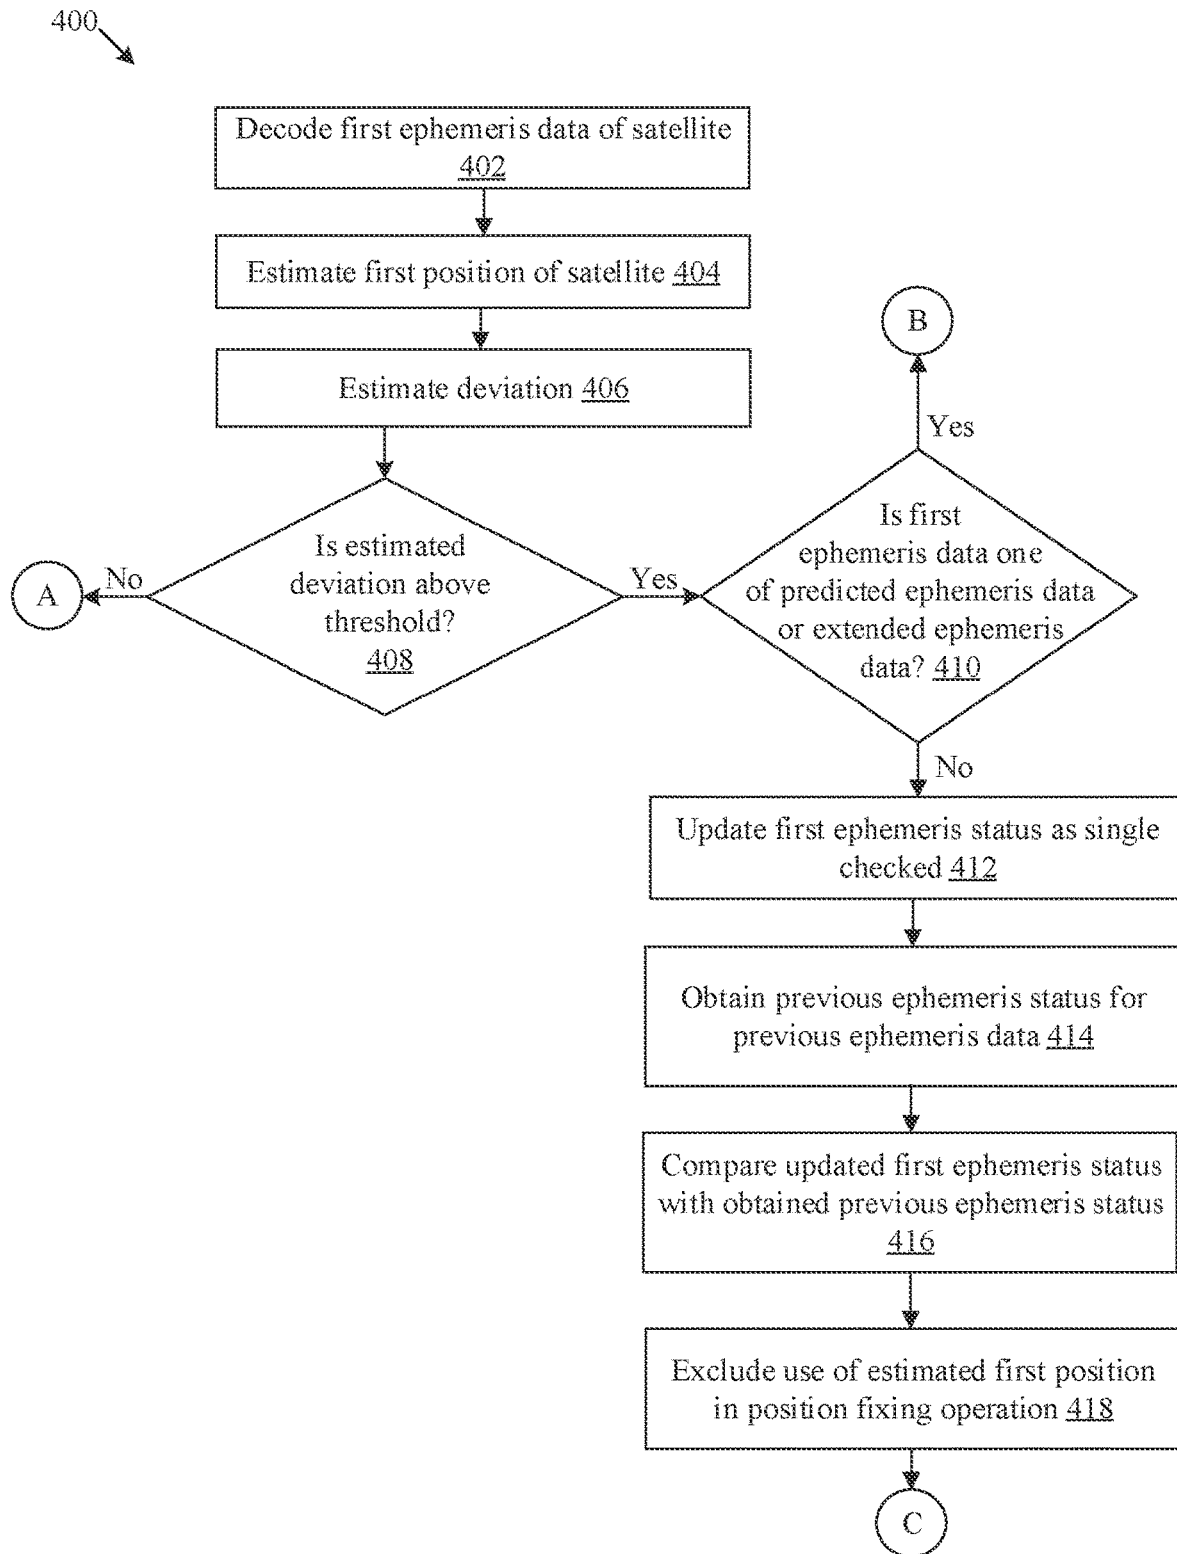 400
Decode first ephemeris data of satellite
402
Estimate first position of satellite 404
B
Estimate deviation 406
Yes
Is estimated
deviation above
threshold?
408
No
A
Yes
Is first
ephemeris data one
of predicted ephemeris data
or extended ephemeris
data? 410
No
Update first ephemeris status as single
checked 412
Obtain previous ephemeris status for
previous ephemeris data 414
Compare updated first ephemeris status
with obtained previous ephemeris status
416
Exclude use of estimated first position
in position fixing operation 418
C